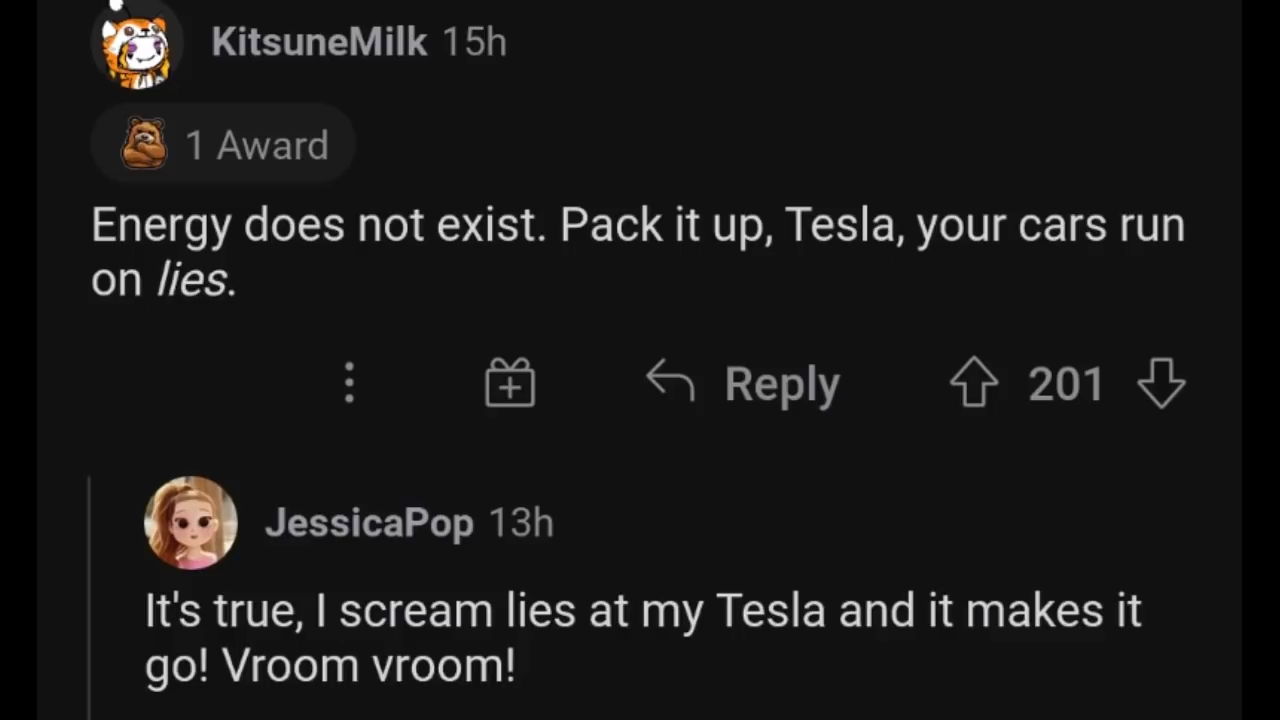 KitsuneMilk 15h
1 Award
Energy does not exist. Pack it up, Tesla, your cars run
on lies.
Reply 201
JessicaPop 13h
It's true, I scream lies at my Tesla and it makes it
go! Vroom vroom!